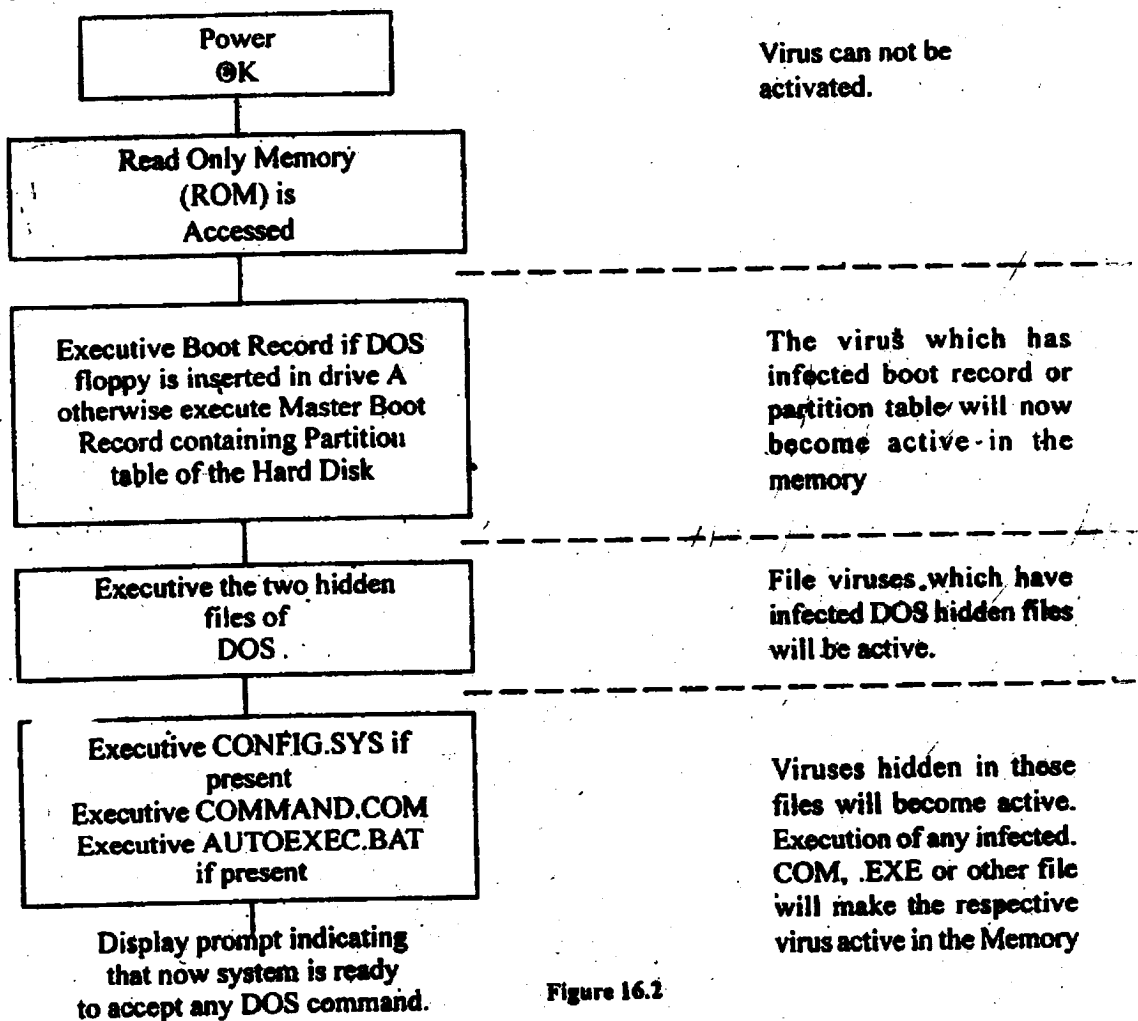 Power
OK
Virus can not be
activated.
Read Only Memory
(ROM) is
Accessed
Executive Boot Record if DOS
floppy is inserted in drive A
otherwise execute Master Boot
Record containing Partition
table of the Hard Disk
The virus which has
infected boot record or
partition table will now
become active in the
memory
Executive the two hidden
files of
DOS.
File viruses which have
infected DOS hidden files
will be active.
Executive CONFIG.SYS if
present
Executive COMMAND.COM
Executive AUTOEXEC.BAT
if present
Viruses hidden in those
files will become active.
Execution of any infected.
COM, .EXE or other file
will make the respective
virus active in the Memory
Display prompt indicating
that now system is ready
to accept any DOS command.
Figure 16.2